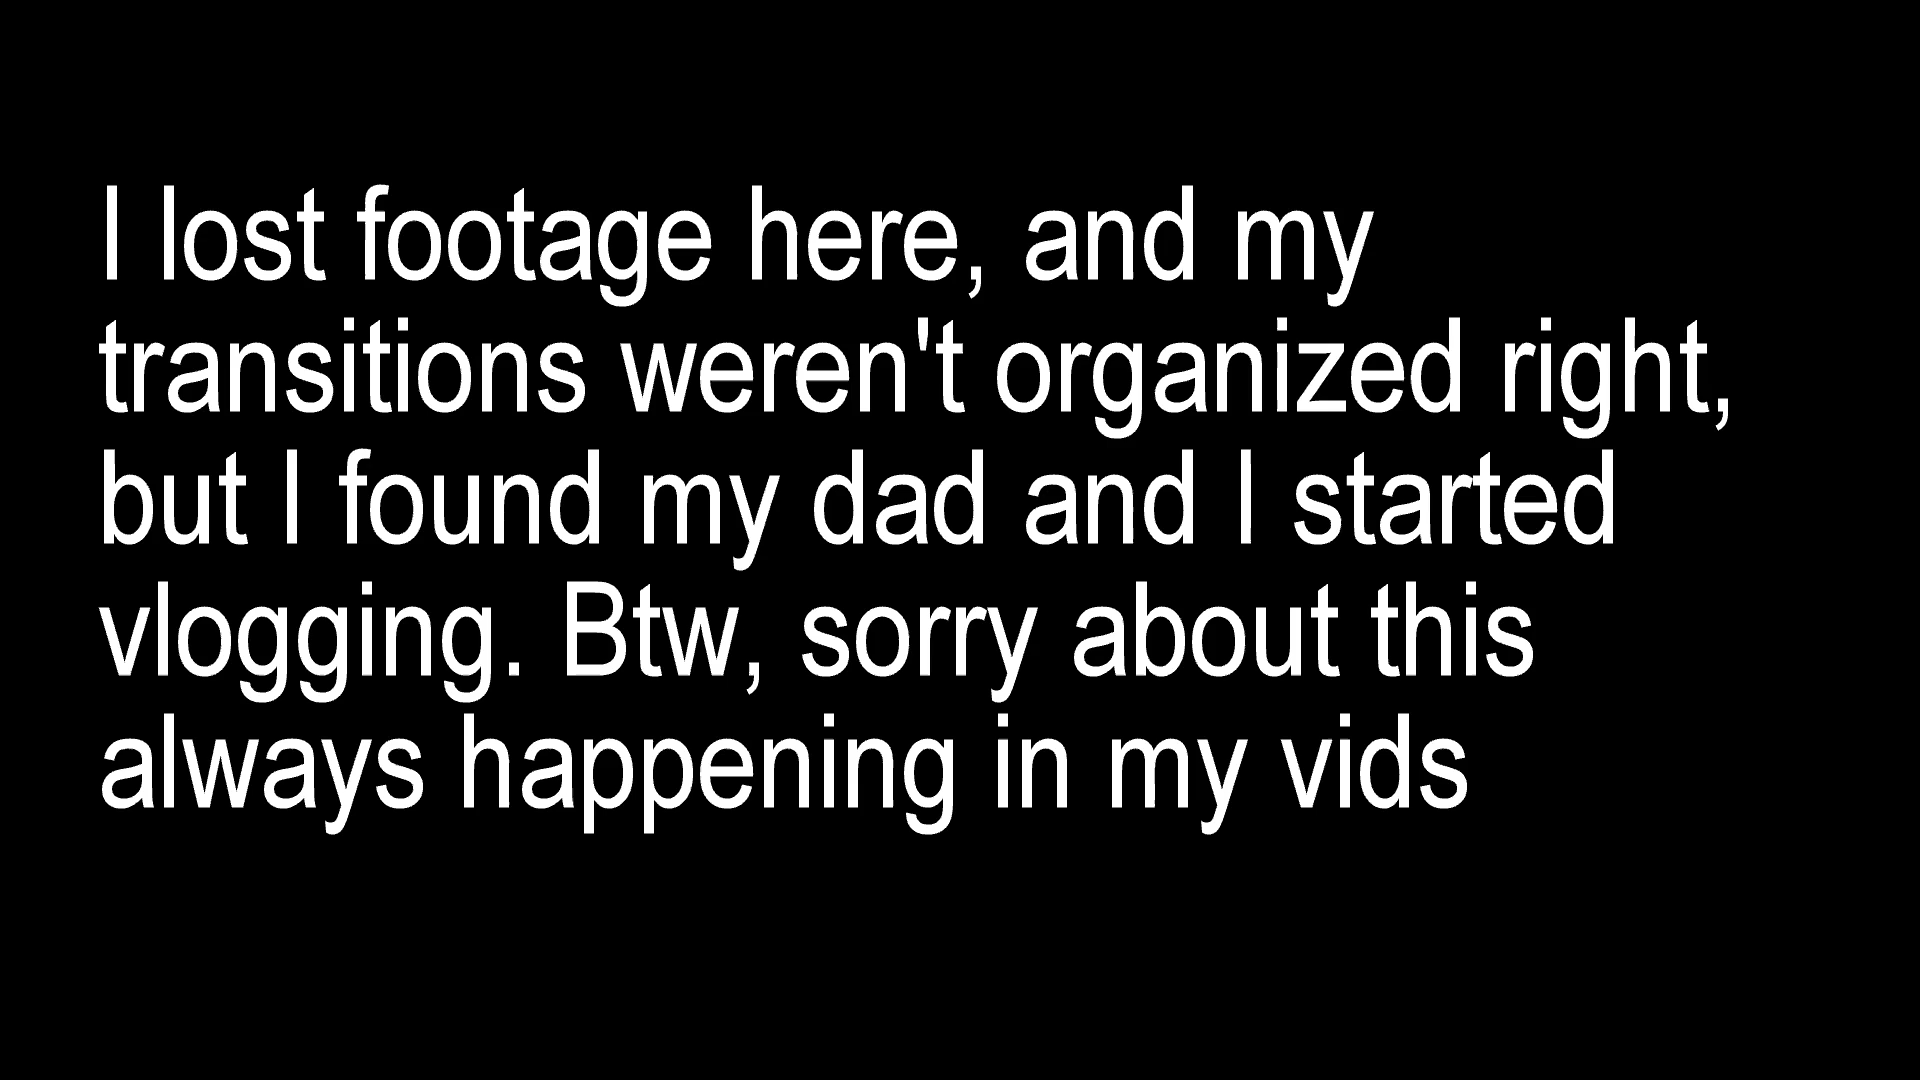 I lost footage here, and my
transitions weren't organized right,
but I found my dad and I started
vlogging. Btw, sorry about this
always happening in my vids